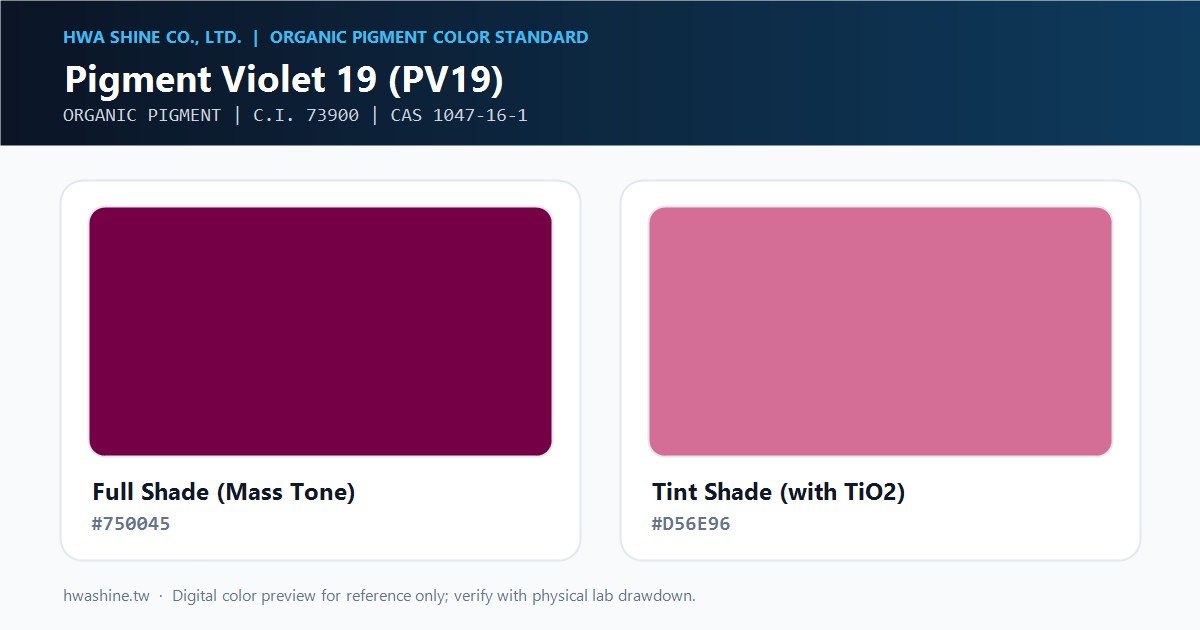 HWA SHINE CO., LTD. | ORGANIC PIGMENT COLOR STANDARD
Pigment Violet 19 (PV19)
ORGANIC PIGMENT | C.I. 73900 | CAS 1047-16-1
Full Shade (Mass Tone)
#750045
Tint Shade (with TiO2)
#D56E96
hwashine.tw · Digital color preview for reference only; verify with physical lab drawdown.